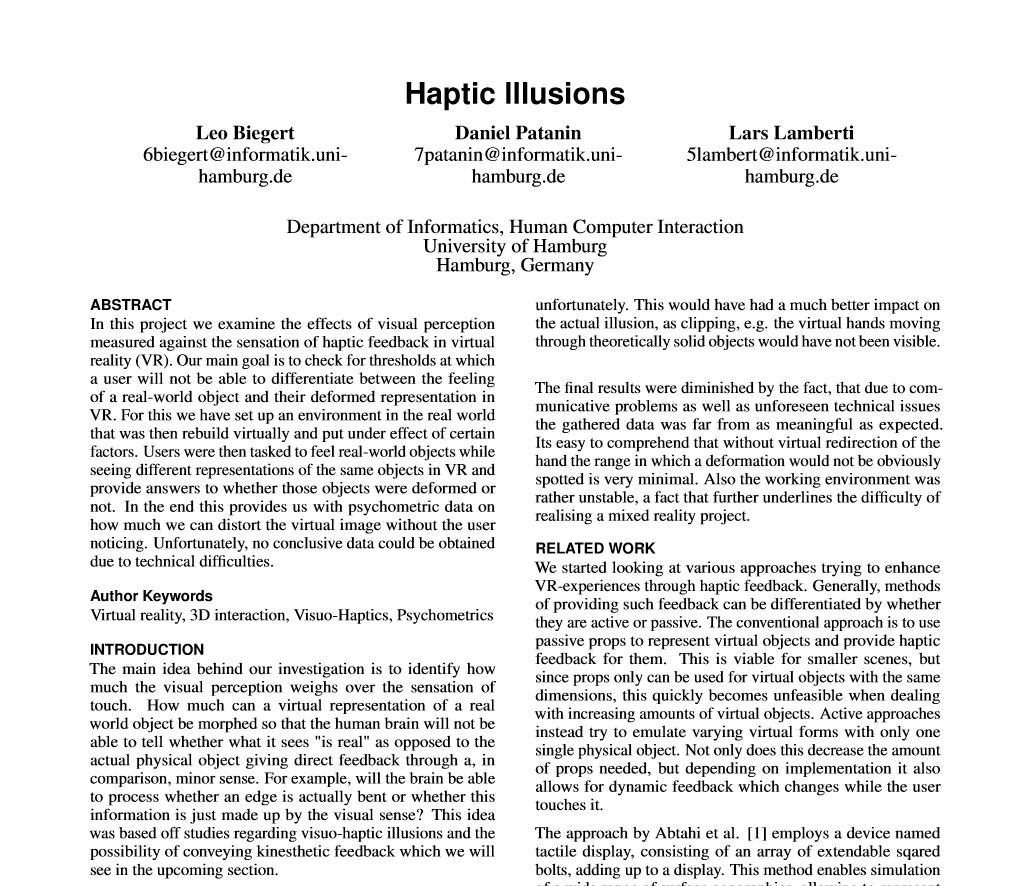 Haptic Illusions
Leo Biegert
6biegert@informatik.uni-
hamburg.de
Daniel Patanin
7patanin@informatik.uni-
hamburg.de
Lars Lamberti
5lambert@informatik.uni-
hamburg.de
Department of Informatics, Human Computer Interaction
University of Hamburg
Hamburg, Germany
ABSTRACT
In this project we examine the effects of visual perception
measured against the sensation of haptic feedback in virtual
reality (VR). Our main goal is to check for thresholds at which
a user will not be able to differentiate between the feeling
of a real-world object and their deformed representation in
VR. For this we have set up an environment in the real world
that was then rebuild virtually and put under effect of certain
factors. Users were then tasked to feel real-world objects while
seeing different representations of the same objects in VR and
provide answers to whether those objects were deformed or
not. In the end this provides us with psychometric data on
how much we can distort the virtual image without the user
noticing. Unfortunately, no conclusive data could be obtained
due to technical difficulties.
Author Keywords
Virtual reality, 3D interaction, Visuo-Haptics, Psychometrics
INTRODUCTION
The main idea behind our investigation is to identify how
much the visual perception weighs over the sensation of
touch. How much can a virtual representation of a real
world object be morphed so that the human brain will not be
able to tell whether what it sees "is real" as opposed to the
actual physical object giving direct feedback through a, in
comparison, minor sense. For example, will the brain be able
to process whether an edge is actually bent or whether this
information is just made up by the visual sense? This idea
was based off studies regarding visuo-haptic illusions and the
possibility of conveying kinesthetic feedback which we will
see in the upcoming section.
unfortunately. This would have had a much better impact on
the actual illusion, as clipping, e.g. the virtual hands moving
through theoretically solid objects would have not been visible.
The final results were diminished by the fact, that due to com-
municative problems as well as unforeseen technical issues
the gathered data was far from as meaningful as expected.
Its easy to comprehend that without virtual redirection of the
hand the range in which a deformation would not be obviously
spotted is very minimal. Also the working environment was
rather unstable, a fact that further underlines the difficulty of
realising a mixed reality project.
RELATED WORK
We started looking at various approaches trying to enhance
VR-experiences through haptic feedback. Generally, methods
of providing such feedback can be differentiated by whether
they are active or passive. The conventional approach is to use
passive props to represent virtual objects and provide haptic
feedback for them. This is viable for smaller scenes, but
since props only can be used for virtual objects with the same
dimensions, this quickly becomes unfeasible when dealing
with increasing amounts of virtual objects. Active approaches
instead try to emulate varying virtual forms with only one
single physical object. Not only does this decrease the amount
of props needed, but depending on implementation it also
allows for dynamic feedback which changes while the user
touches it.
The approach by Abtahi et al. [1] employs a device named
tactile display, consisting of an array of extendable sqared
bolts, adding up to a display. This method enables simulation